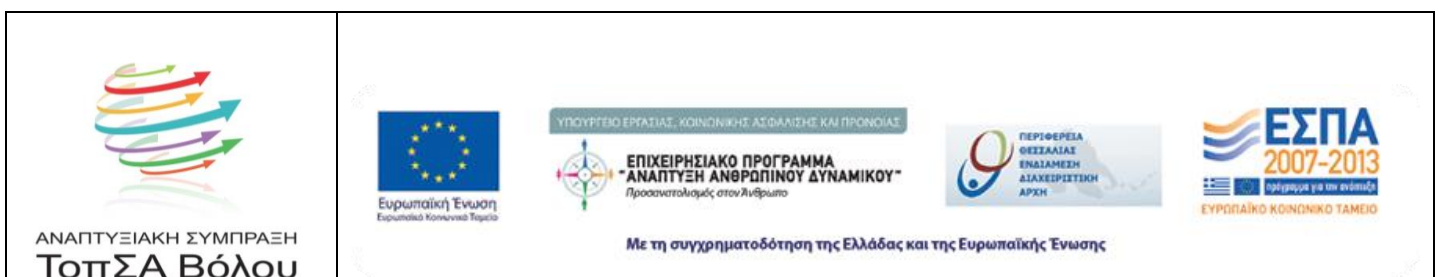 ΑΝΑΠΤΥΞΙΑΚΗ ΣΥΜΠΡΑΞΗ
ΤοπΣΑ Βόλου
Ευρωπαϊκή Ένωση
Ευρωπαϊκό Κοινωνικό Ταμείο
ΥΠΟΥΡΓΕΙΟ ΕΡΓΑΣΙΑΣ, ΚΟΙΝΩΝΙΚΗΣ ΑΣΦΑΛΙΣΗΣ ΚΑΙ ΠΡΟΝΟΙΑΣ
ΕΠΙΧΕΙΡΗΣΙΑΚΟ ΠΡΟΓΡΑΜΜΑ
"ΑΝΑΠΤΥΞΗ ΑΝΘΡΩΠΙΝΟΥ ΔΥΝΑΜΙΚΟΥ"
Προσανατολισμός στον Άνθρωπο
ΠΕΡΙΦΕΡΕΙΑ
ΘΕΣΣΑΛΙΑΣ
ΕΝΔΙΑΜΕΣΗ
ΔΙΑΧΕΙΡΙΣΤΙΚΗ
ΑΡΧΗ
ΕΣΠΑ
2007-2013
πρόγραμμα για την ανάπτυξη
ΕΥΡΩΠΑΪΚΟ ΚΟΙΝΩΝΙΚΟ ΤΑΜΕΙΟ
Με τη συγχρηματοδότηση της Ελλάδας και της Ευρωπαϊκής Ένωσης